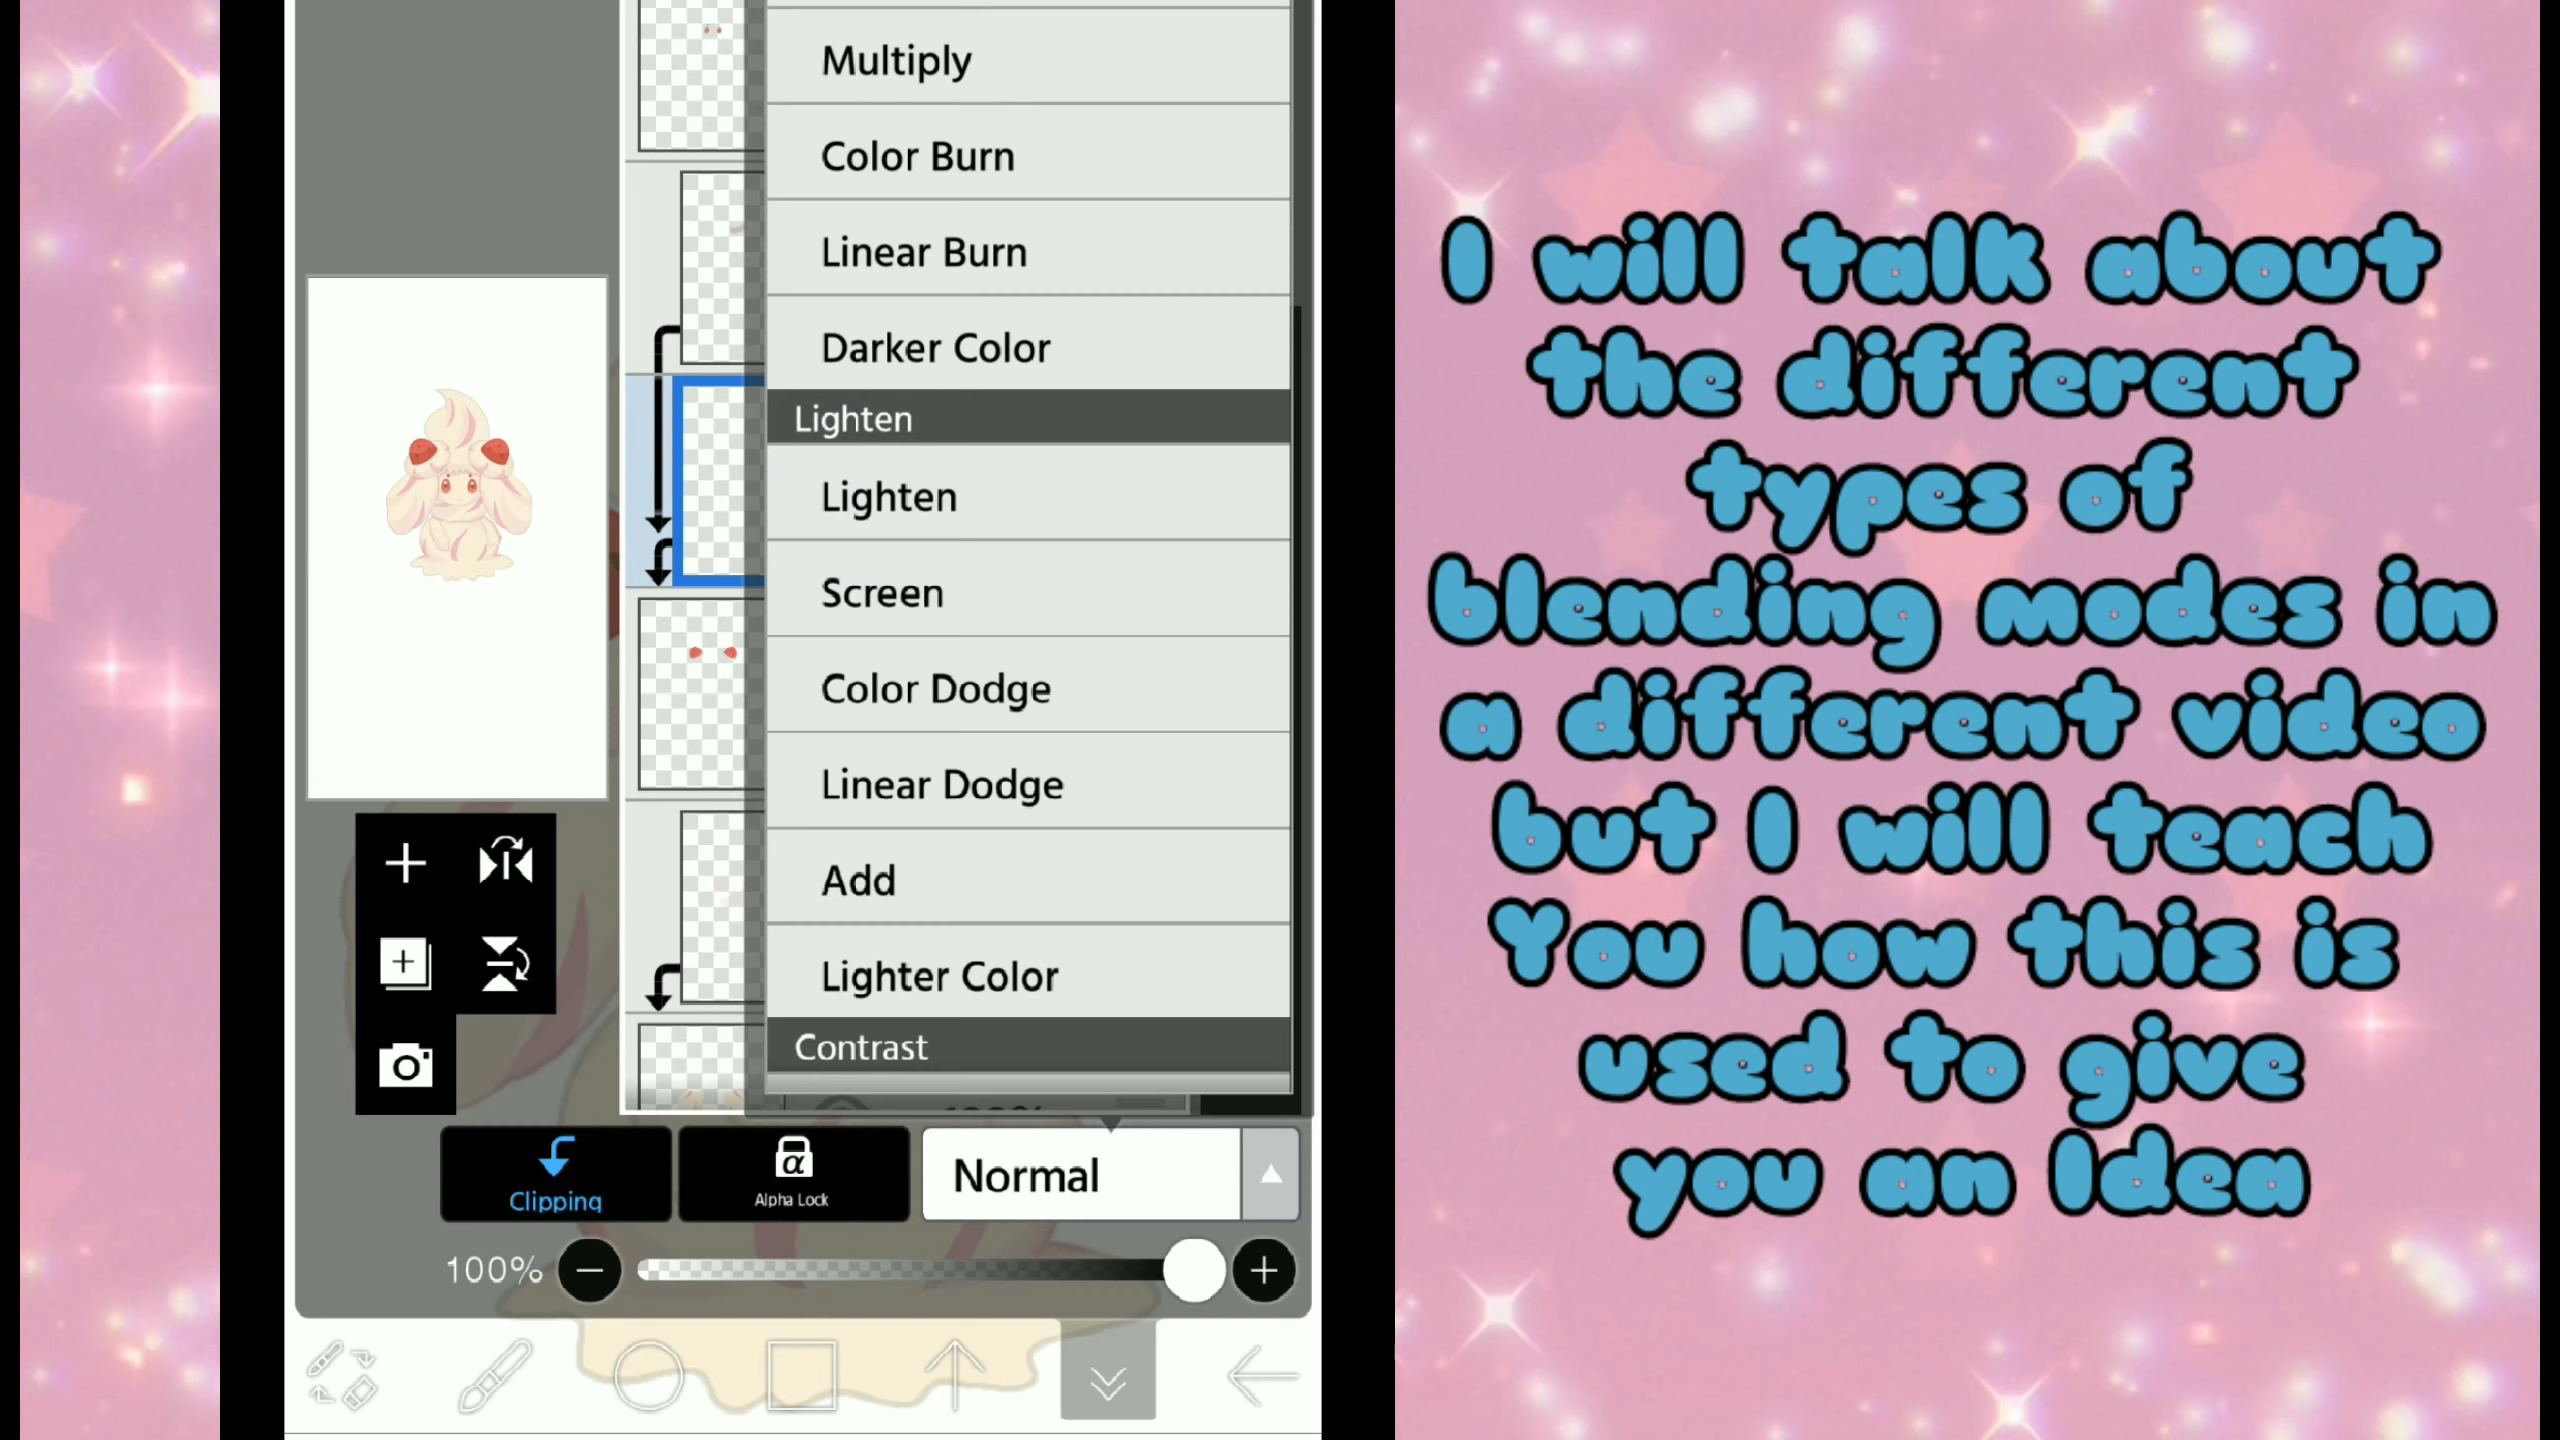 Multiply
Color Burn
Linear Burn
Darker Color
Lighten
Lighten
Screen
Color Dodge
Linear Dodge
Add
Lighter Color
Contrast
Clipping
α
Alpha Lock
Normal
100%
I will talk about
the different
types of
blending modes in
a different video
but I will teach
You how this is
used to give
you an Idea